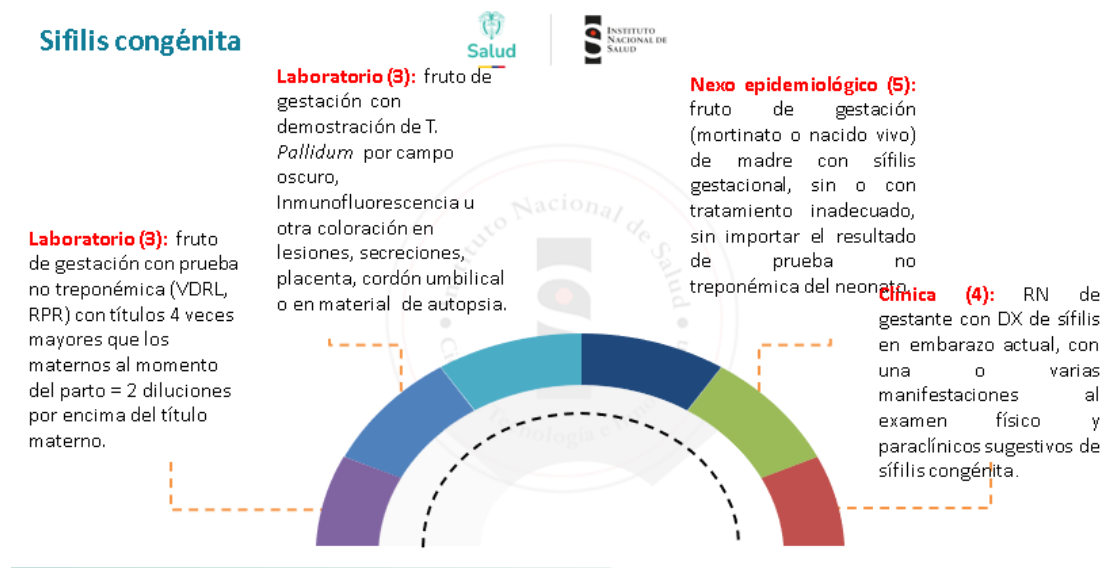 Sifilis congénita
Salud
INSTITUTO
NACIONAL DE
SALUD
Laboratorio (3): fruto de
gestación con
demostración de T.
Pallidum por campo
oscuro,
Inmunofluorescencia u
otra coloración en
lesiones, secreciones,
placenta, cordón umbilical
o en material de autopsia.
Nexo epidemiológico (5):
fruto de gestación
(mortinato o nacido vivo)
de madre con sífilis
gestacional, sin o con
tratamiento inadecuado,
sin importar el resultado
de prueba no
treponémica del neonato.
Laboratorio (3): fruto
de gestación con prueba
no treponémica (VDRL,
RPR) con títulos 4 veces
mayores que los
maternos al momento
del parto = 2 diluciones
por encima del título
materno.
Clínica (4): RN de
gestante con DX de sífilis
en embarazo actual, con
una o varias
manifestaciones al
examen físico y
paraclínicos sugestivos de
sífilis congénita.
Instituto Nacional de Salud